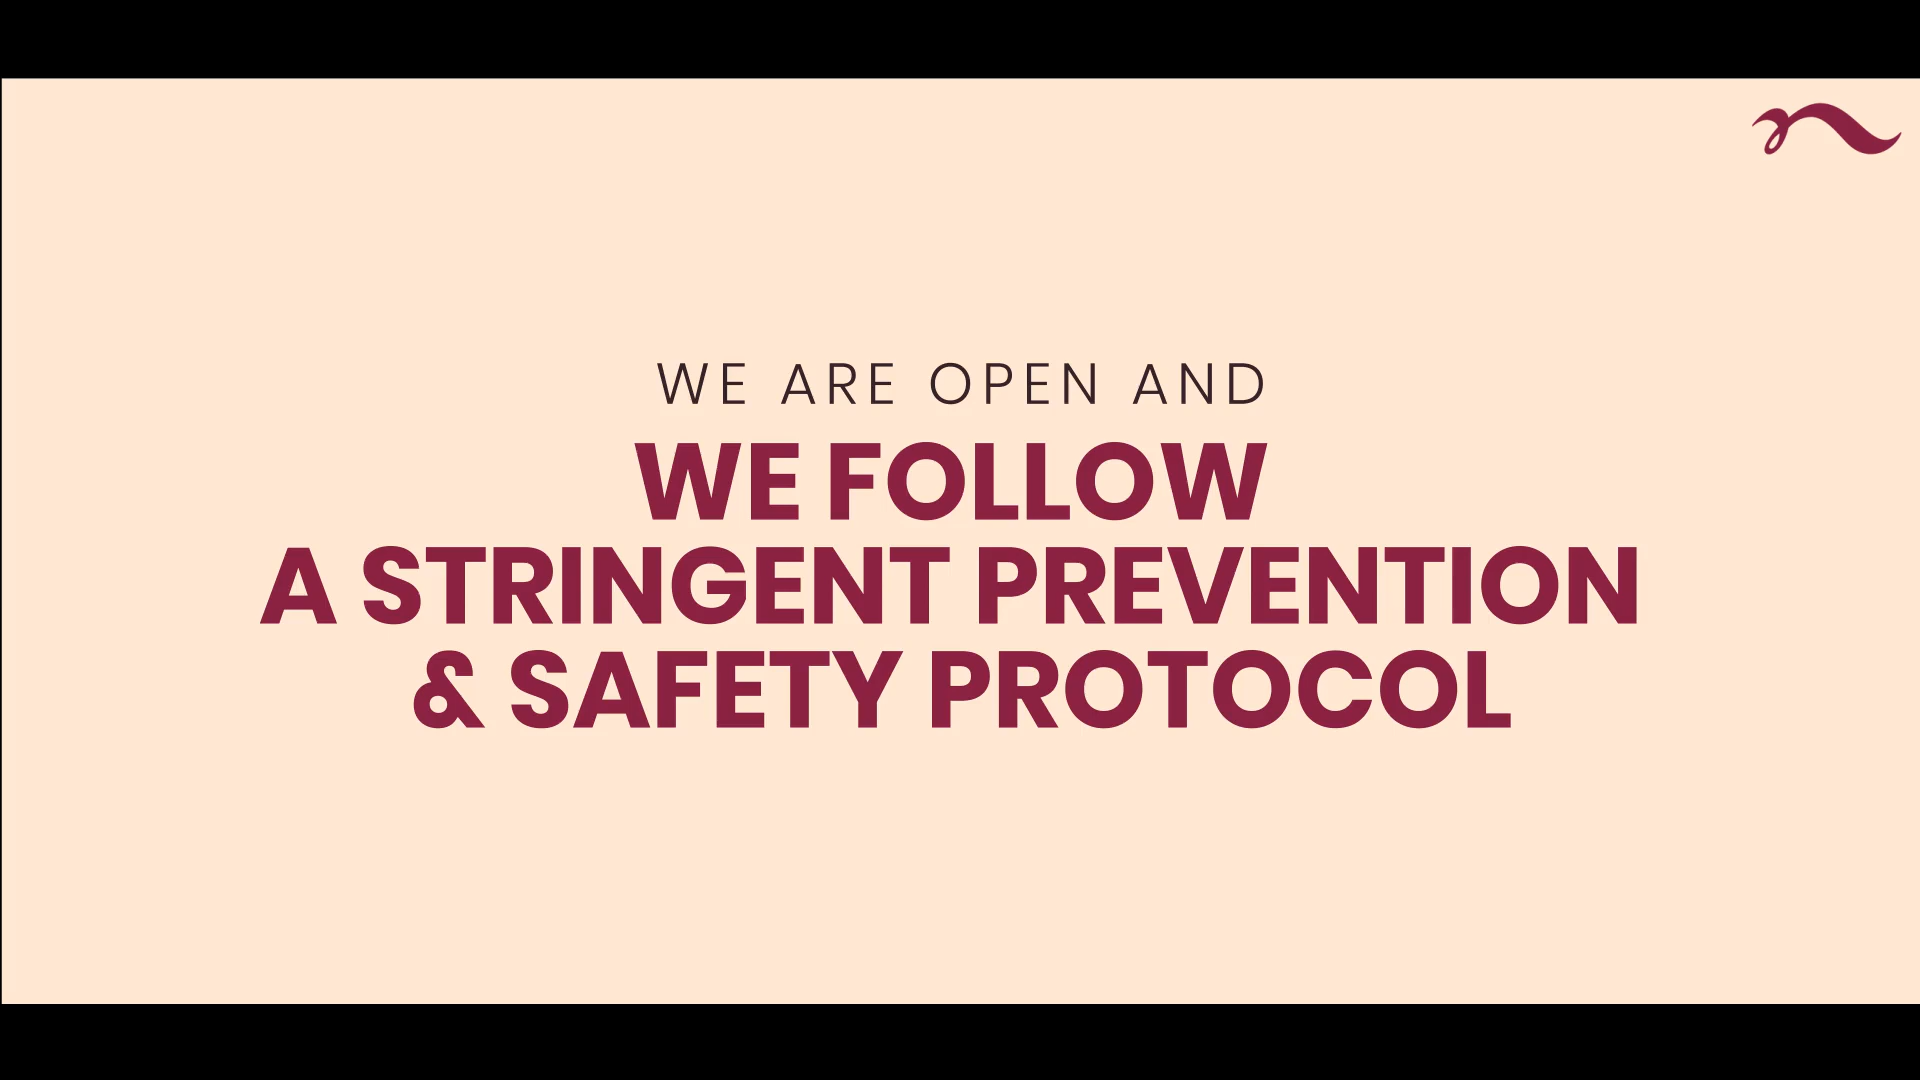 WE ARE OPEN AND
WE FOLLOW
A STRINGENT PREVENTION
& SAFETY PROTOCOL